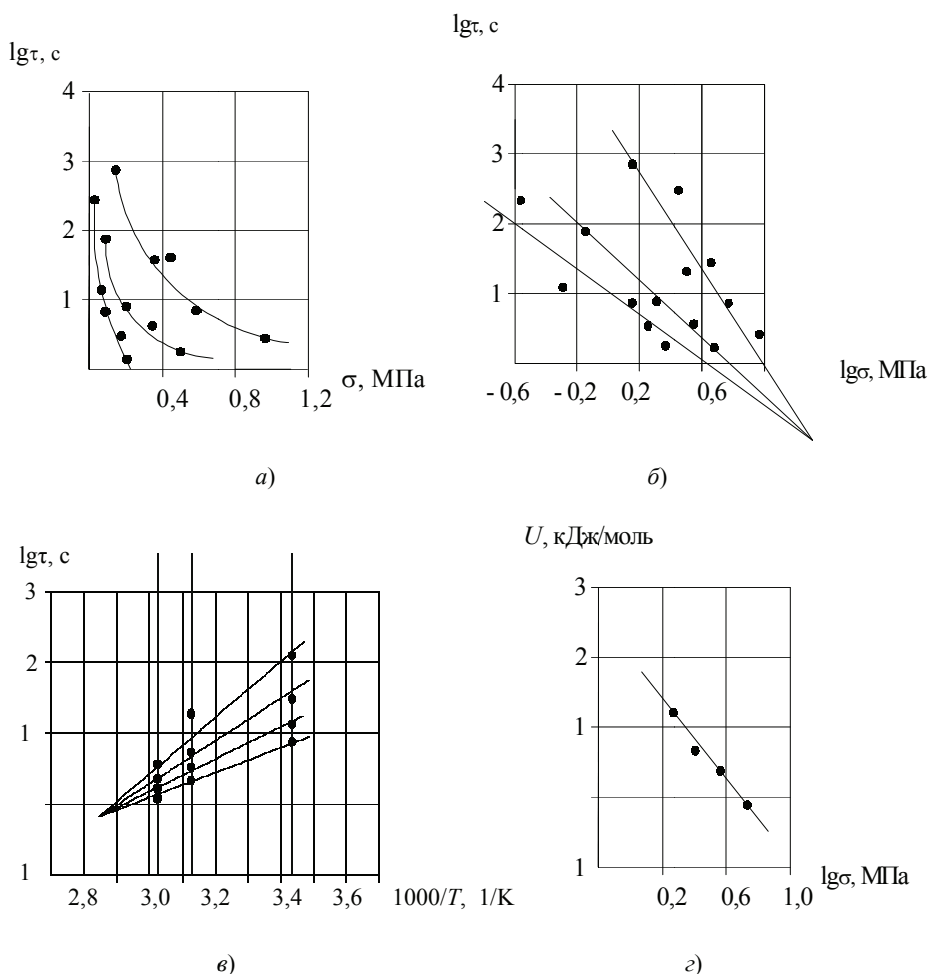 lgτ, с
4
3
2
1
0,4 0,8 1,2
σ, МПа
а)
lgτ, с
4
3
2
1
- 0,6 - 0,2 0,2 0,6
lgσ, МПа
б)
lgτ, с
3
2
1
1
2,8 3,0 3,2 3,4 3,6 1000/T, 1/K
в)
U, кДж/моль
3
2
1
1
0,2 0,6 1,0
lgσ, МПа
г)